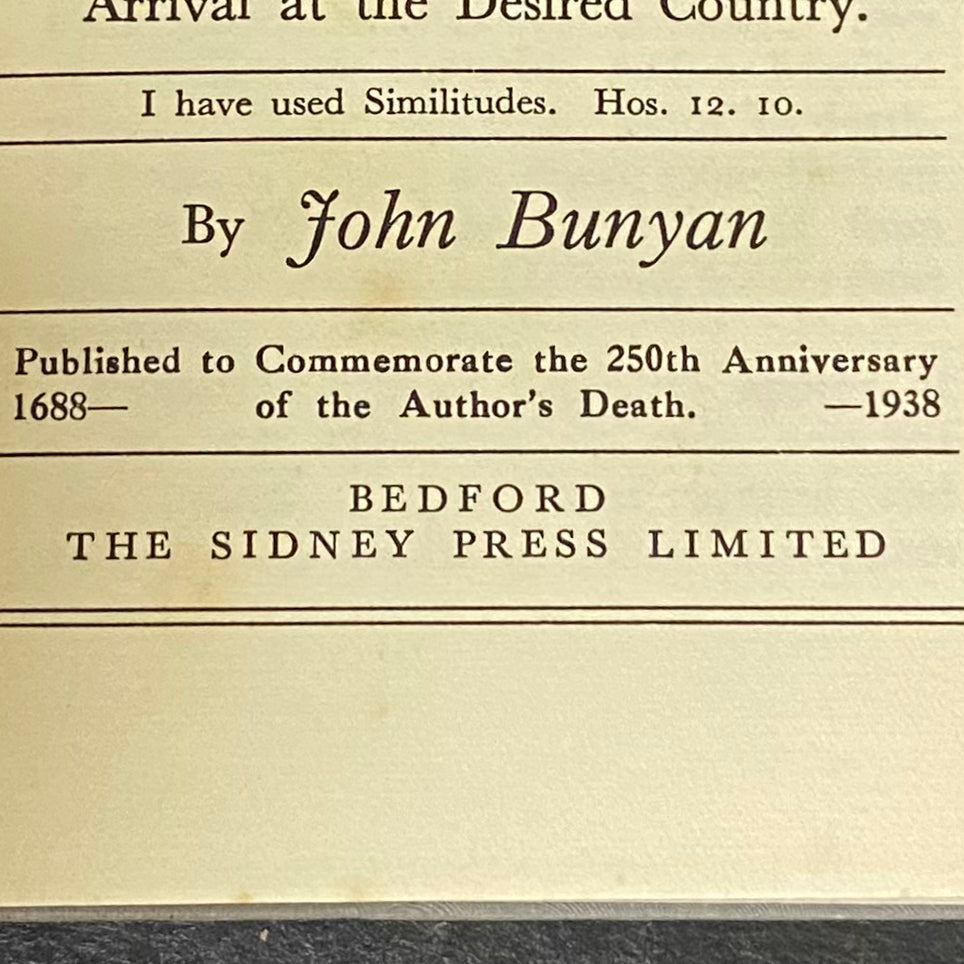 Arrival at the Desired Country.
I have used Similitudes. Hos. 12. 10.
By John Bunyan
Published to Commemorate the 250th Anniversary
1688— of the Author's Death. —1938
BEDFORD
THE SIDNEY PRESS LIMITED